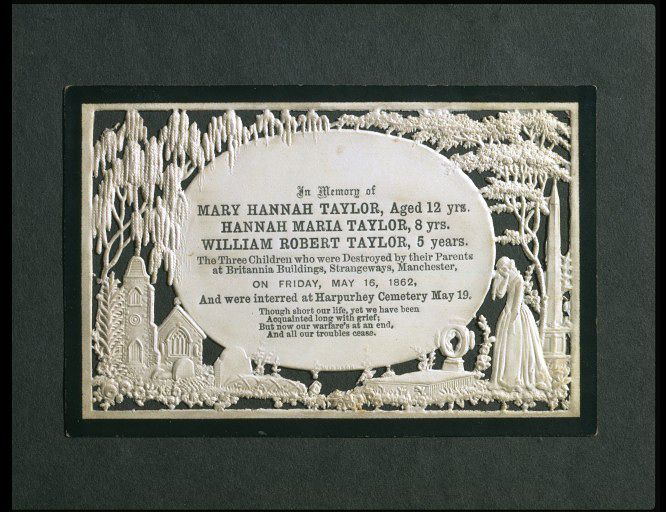 In Memory of
MARY HANNAH TAYLOR, Aged 12 yrs.
HANNAH MARIA TAYLOR, 8 yrs.
WILLIAM ROBERT TAYLOR, 5 years.
The Three Children who were Destroyed by their Parents
at Britannia Buildings, Strangeways, Manchester,
ON FRIDAY, MAY 16, 1862,
And were interred at Harpurhey Cemetery May 19.
Though short our life, yet we have been
Acquainted long with grief;
But now our warfare's at an end,
And all our troubles cease.